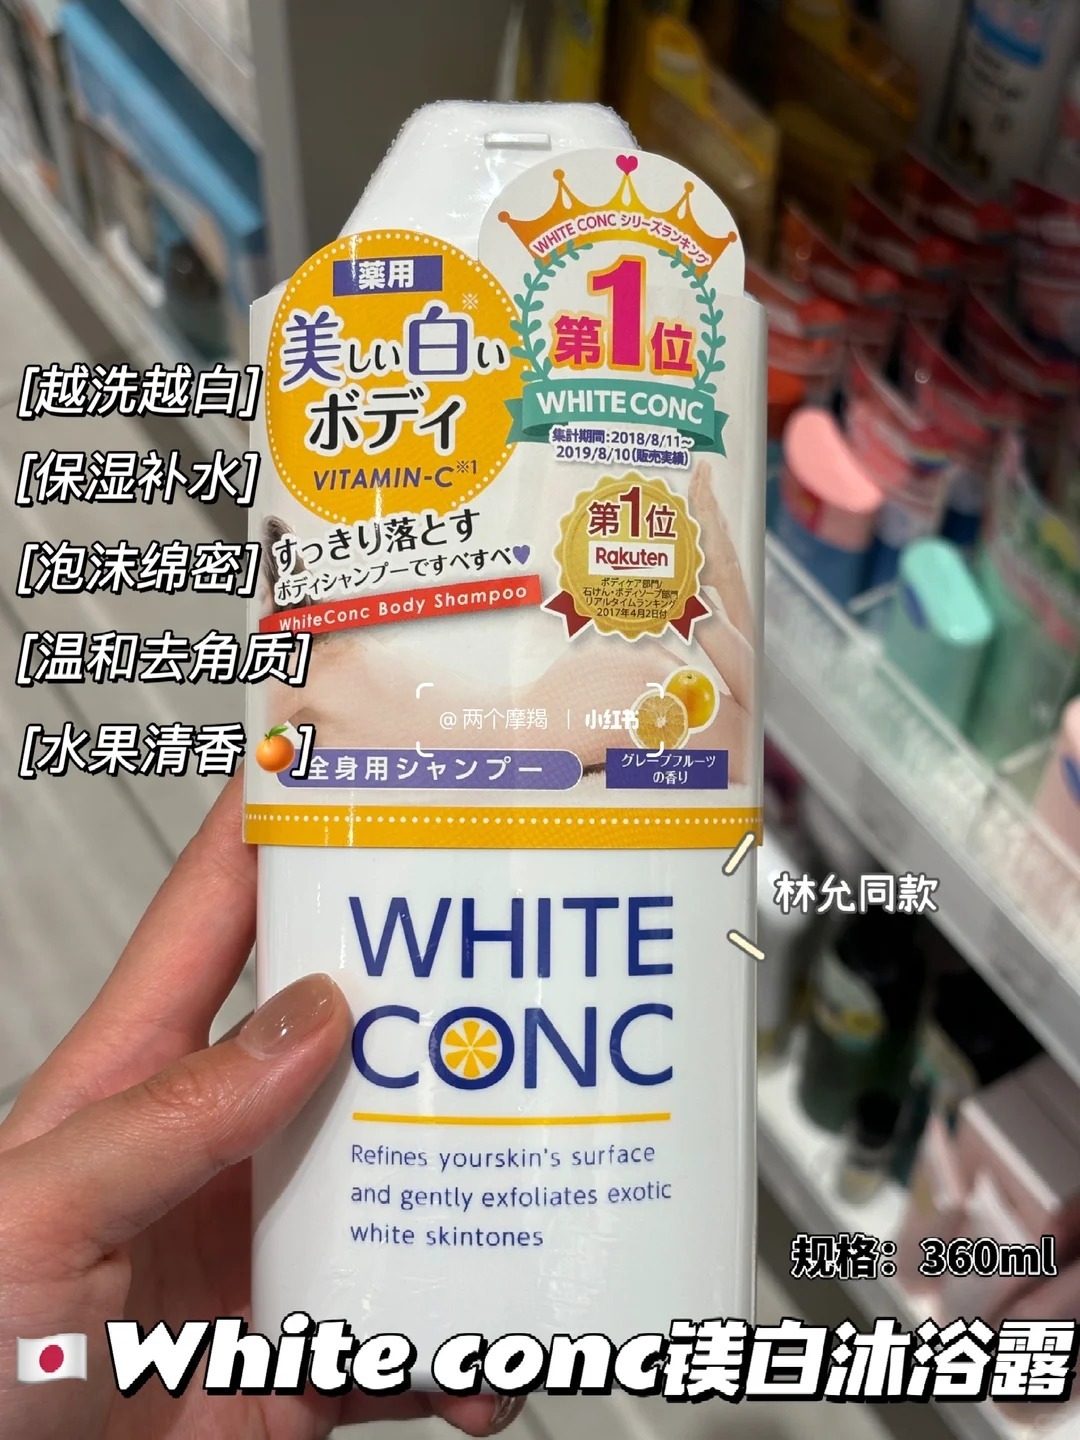 WHITE CONC シリーズランキング
第1位
WHITE CONC
集計期間:2018/8/11~
2019/8/10(販売実績)
薬用
美しい白い※
ボディ
VITAMIN-C※1
すっきり落とす
ボディシャンプーですべすべ
WhiteConc Body Shampoo
第1位
Rakuten
ボディケア部門/
石けん・ボディソープ部門
リアルタイムランキング
2017年4月2日付
[越洗越白]
[保湿补水]
[泡沫绵密]
[温和去角质]
[水果清香🍊]
@两个摩羯 | 小红书
全身用シャンプー
グレープフルーツ
の香り
林允同款
WHITE
CONC
Refines yourskin's surface
and gently exfoliates exotic
white skintones
规格：360ml
🇯🇵White conc镁白沐浴露